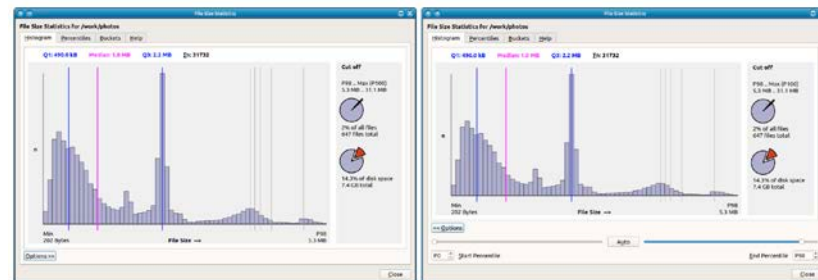 File Size Statistics
File Size Statistics for /work/photos
Histogram Percentiles Buckets Help
Q1: 490.0 kB Median: 1.0 MB Q3: 2.2 MB Σn: 31732
Cut off
P98 .. Max (P100)
5.3 MB .. 31.1 MB
2% of all files
647 files total
14.3% of disk space
7.4 GB total
Min
202 Bytes
File Size -->
P98
5.3 MB
Options >>
Close
File Size Statistics
File Size Statistics for /work/photos
Histogram Percentiles Buckets Help
Q1: 490.0 kB Median: 1.0 MB Q3: 2.2 MB Σn: 31732
Cut off
P98 .. Max (P100)
5.3 MB .. 31.1 MB
2% of all files
647 files total
14.3% of disk space
7.4 GB total
Min
202 Bytes
File Size -->
P98
5.3 MB
<< Options
Auto
P0 Start Percentile
End Percentile P98
Close